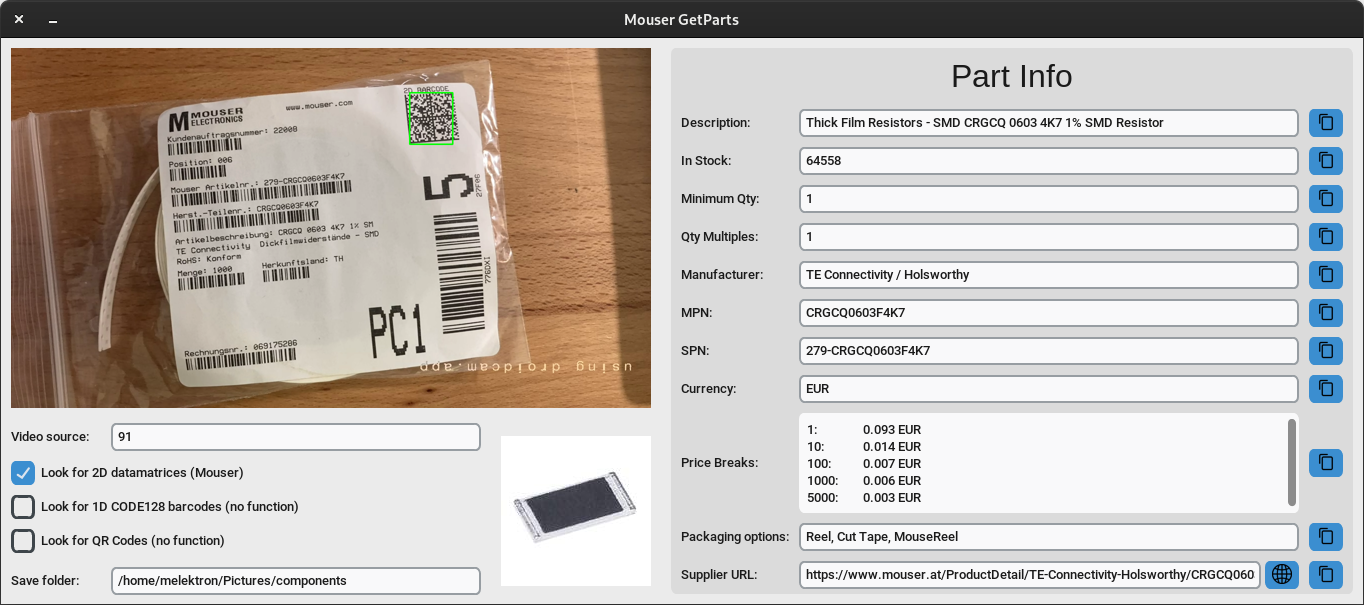 Mouser GetParts
MOUSER
ELECTRONICS
www.mouser.com
2D BARCODE
Kundenauftragsnummer: 22008
Position: 006
Mouser Artikelnr.: 279-CRGCQ0603F4K7
Herst.-Teilenr.: CRGCQ0603F4K7
Artikelbeschreibung: CRGCQ 0603 4K7 1% SM
TE Connectivity Dickfilmwiderstände - SMD
RoHS: Konform
Menge: 1000
Herkunftsland: TH
Rechnungsnr.: 069175286
5
27F06
776DXI
PC1
using droidcam.app
Video source:
91
Look for 2D datamatrices (Mouser)
Look for 1D CODE128 barcodes (no function)
Look for QR Codes (no function)
Save folder:
/home/melektron/Pictures/components
Part Info
Description: Thick Film Resistors - SMD CRGCQ 0603 4K7 1% SMD Resistor
In Stock: 64558
Minimum Qty: 1
Qty Multiples: 1
Manufacturer: TE Connectivity / Holsworthy
MPN: CRGCQ0603F4K7
SPN: 279-CRGCQ0603F4K7
Currency: EUR
Price Breaks:
1: 0.093 EUR
10: 0.014 EUR
100: 0.007 EUR
1000: 0.006 EUR
5000: 0.003 EUR
Packaging options: Reel, Cut Tape, MouseReel
Supplier URL: https://www.mouser.at/ProductDetail/TE-Connectivity-Holsworthy/CRGCQ060